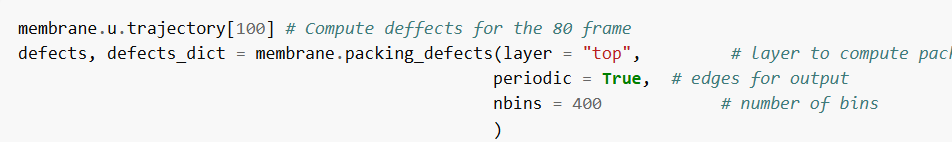 membrane.u.trajectory[100] # Compute deffects for the 80 frame
defects, defects_dict = membrane.packing_defects(layer = "top",         # layer to compute
                                                 periodic = True,  # edges for output
                                                 nbins = 400            # number of bins
                                                 )